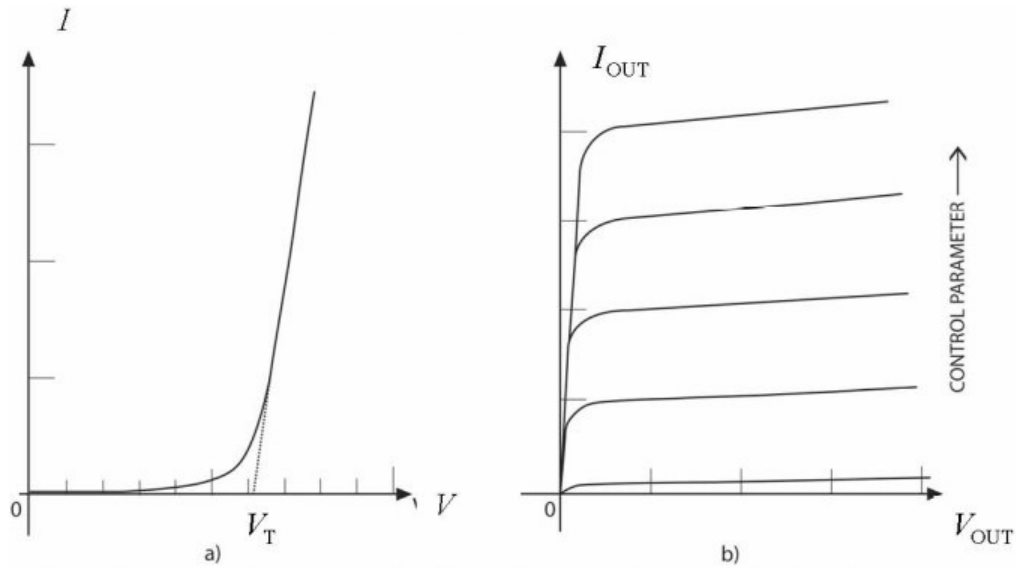 I
0
V
V_T
a)
I_OUT
CONTROL PARAMETER →
0
V_OUT
b)